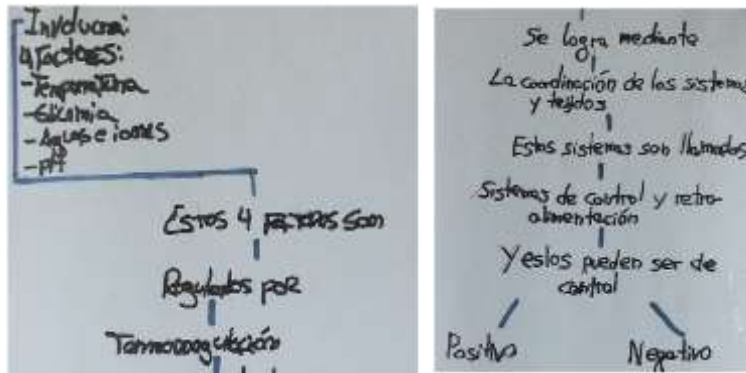 Involucra:
4 factores:
- Temperatura
- Glicemia
- Agua e iones
- pH
Estos 4 factores son
Regulados por
Se logra mediante
La coordinación de los sistemas
y tejidos
Estos sistemas son llamados
Sistemas de control y retro-
alimentación
Y estos pueden ser de
control
Positivo
Negativo